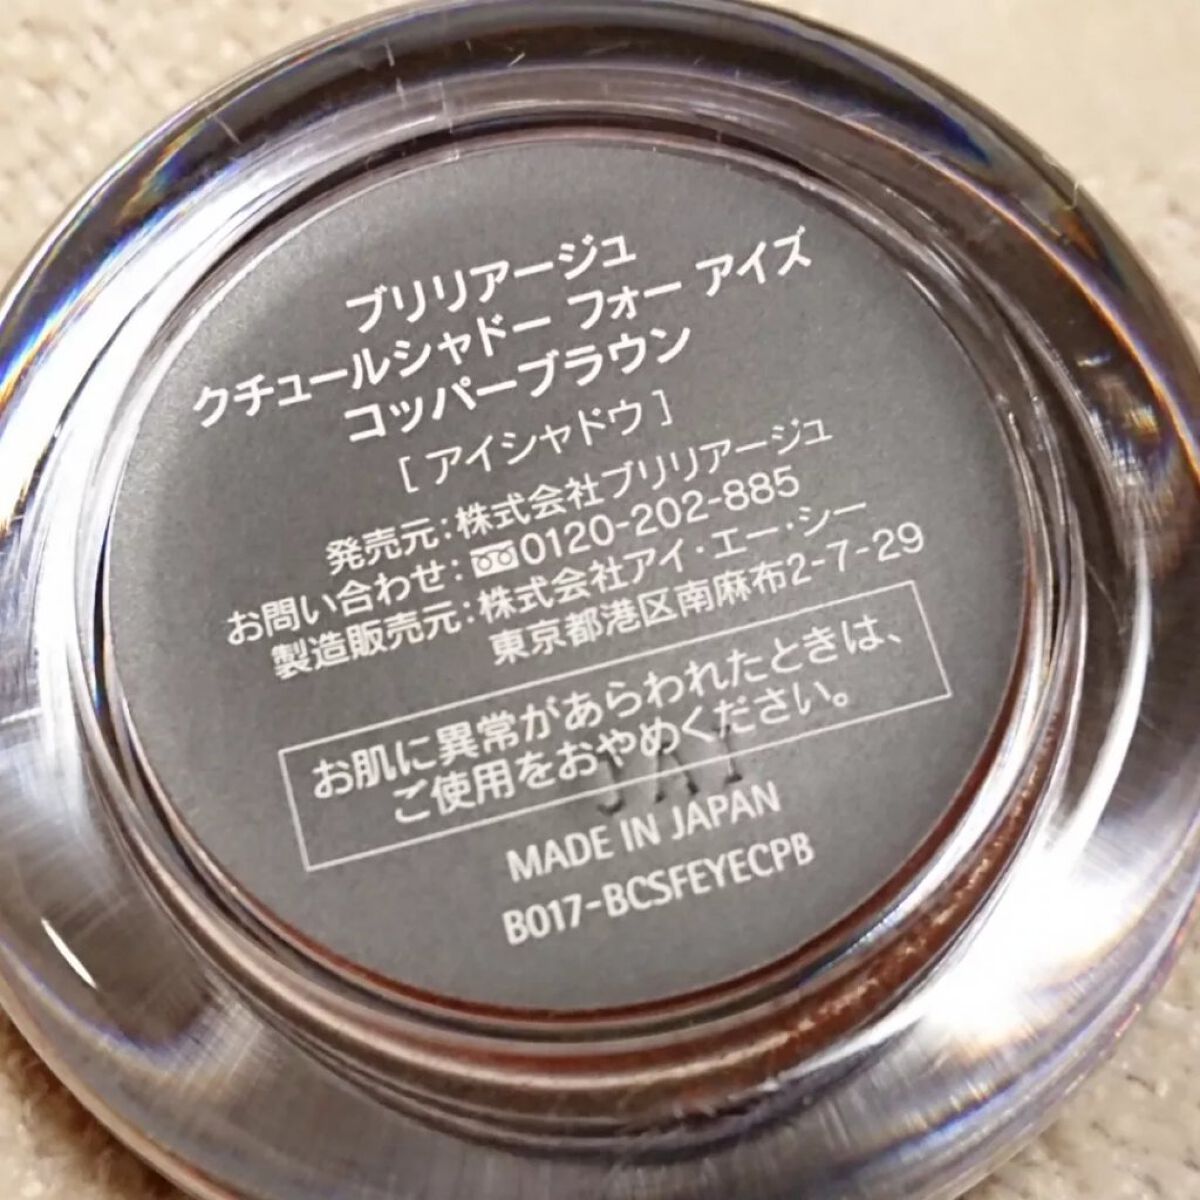 ブリリアージュ
クチュールシャドー フォー アイズ
コッパーブラウン
[ アイシャドウ ]
発売元:株式会社ブリリアージュ
お問い合わせ:0120-202-885
製造販売元:株式会社アイ・エー・シー
東京都港区南麻布2-7-29
お肌に異常があらわれたときは、
ご使用をおやめください。
JA1
MADE IN JAPAN
B017-BCSFEYECPB